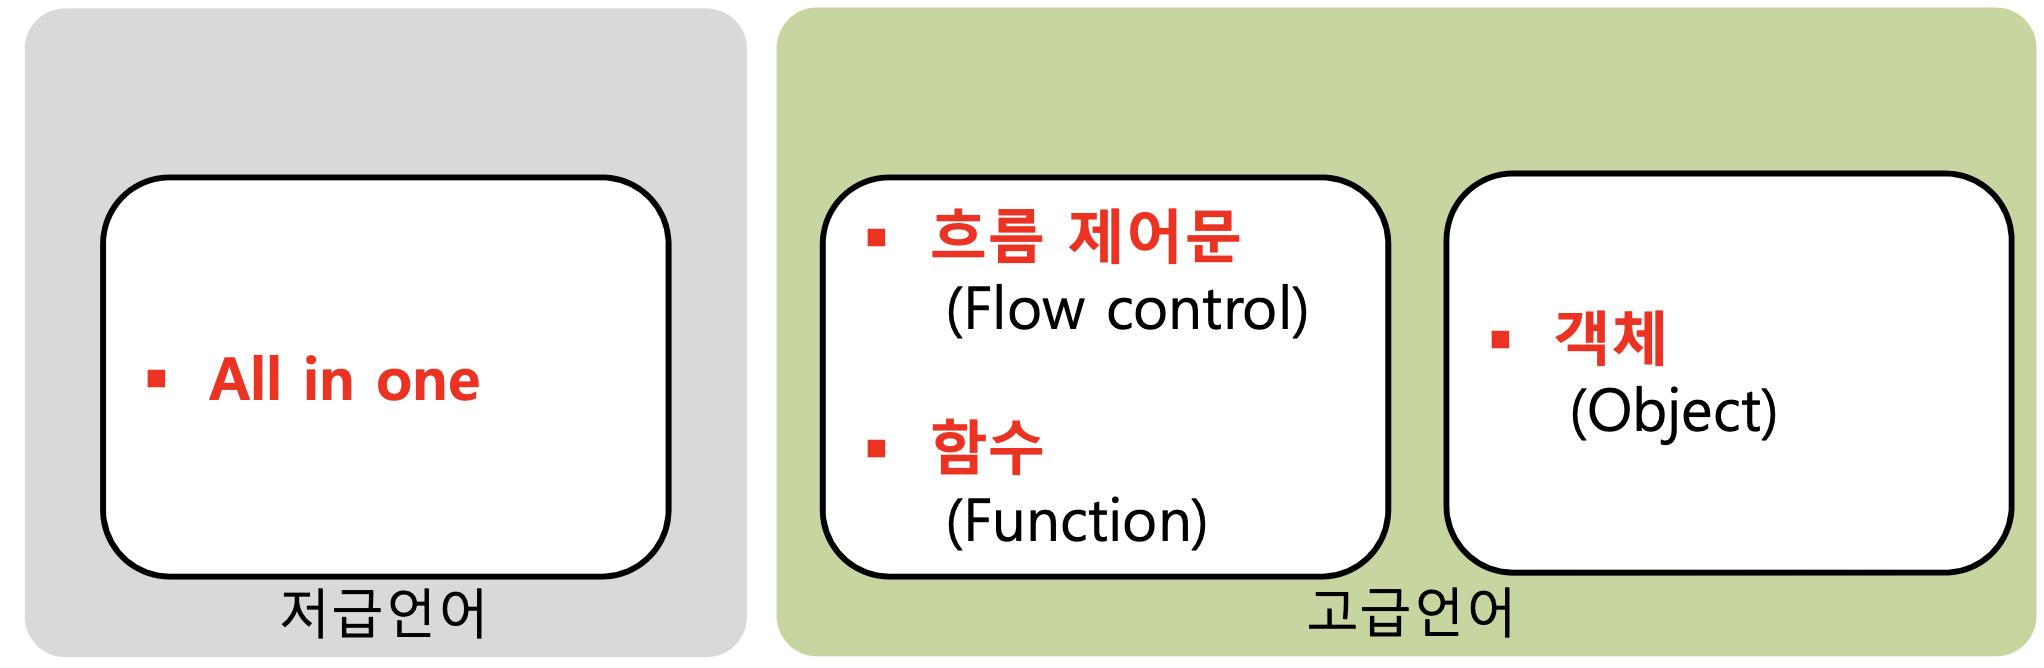 All in one
저급언어
흐름 제어문
(Flow control)
함수
(Function)
객체
(Object)
고급언어